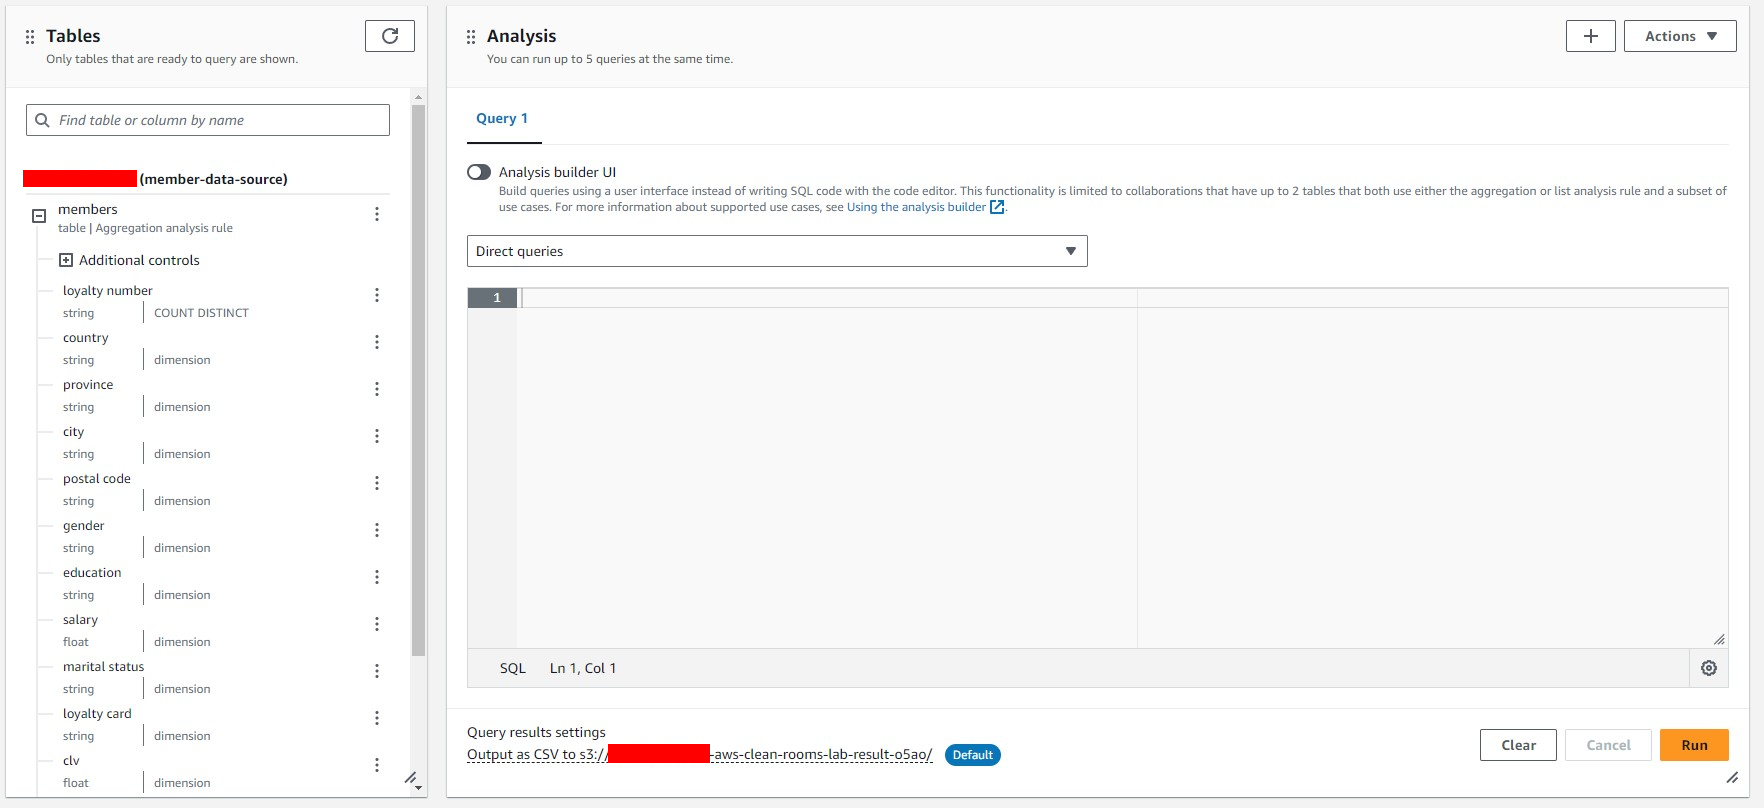 Tables
Only tables that are ready to query are shown.
Find table or column by name
(member-data-source)
members
table | Aggregation analysis rule
Additional controls
loyalty number
string | COUNT DISTINCT
country
string | dimension
province
string | dimension
city
string | dimension
postal code
string | dimension
gender
string | dimension
education
string | dimension
salary
float | dimension
marital status
string | dimension
loyalty card
string | dimension
clv
float | dimension
Analysis
You can run up to 5 queries at the same time.
Actions
Query 1
Analysis builder UI
Build queries using a user interface instead of writing SQL code with the code editor. This functionality is limited to collaborations that have up to 2 tables that both use either the aggregation or list analysis rule and a subset of
use cases. For more information about supported use cases, see Using the analysis builder .
Direct queries
1
SQL Ln 1, Col 1
Query results settings
Output as CSV to s3:// -aws-clean-rooms-lab-result-o5ao/ Default
Clear Cancel Run